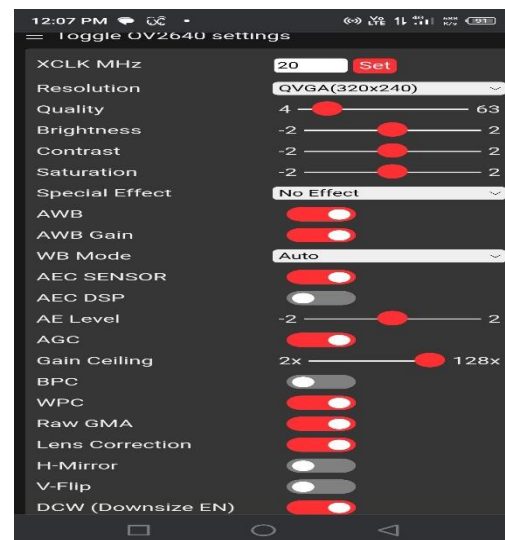 12:07 PM
☰ Toggle OV2640 settings
XCLK MHz 20 Set
Resolution QVGA(320x240)
Quality 4 63
Brightness -2 2
Contrast -2 2
Saturation -2 2
Special Effect No Effect
AWB
AWB Gain
WB Mode Auto
AEC SENSOR
AEC DSP
AE Level -2 2
AGC
Gain Ceiling 2x 128x
BPC
WPC
Raw GMA
Lens Correction
H-Mirror
V-Flip
DCW (Downsize EN)